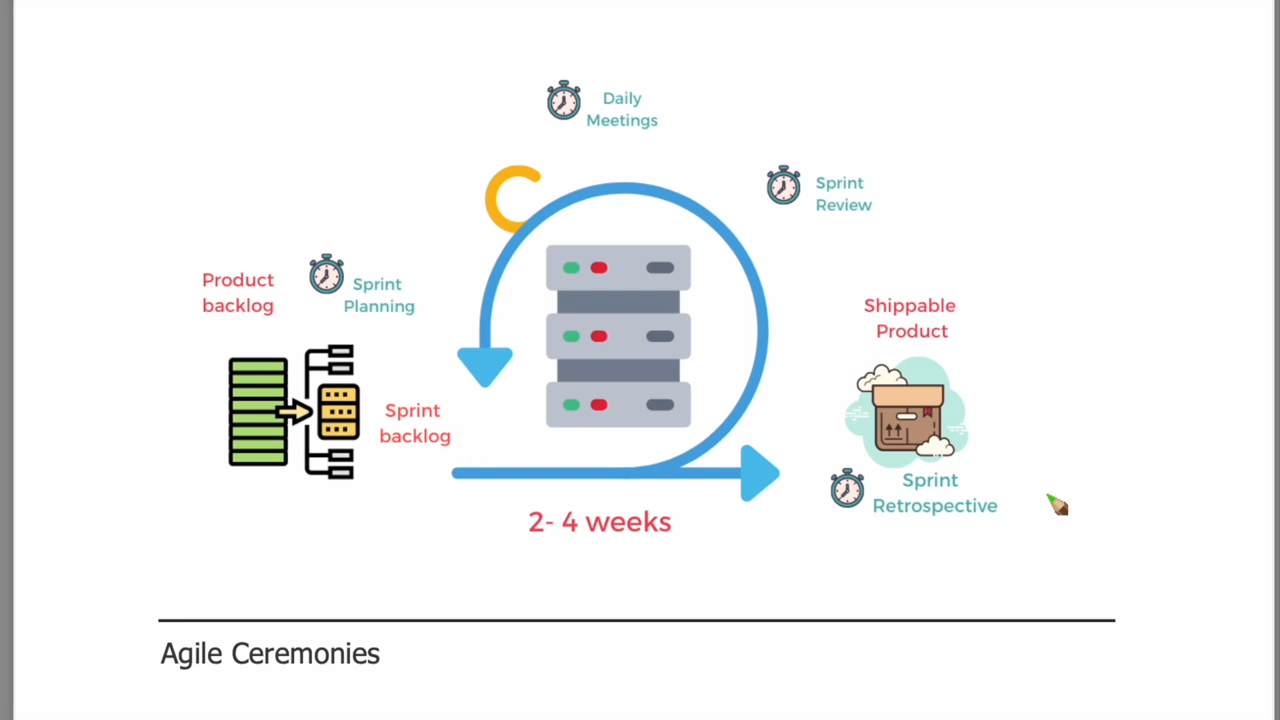 Daily
Meetings
Sprint
Review
Product
backlog
Sprint
Planning
Shippable
Product
Sprint
backlog
Sprint
Retrospective
2- 4 weeks
Agile Ceremonies